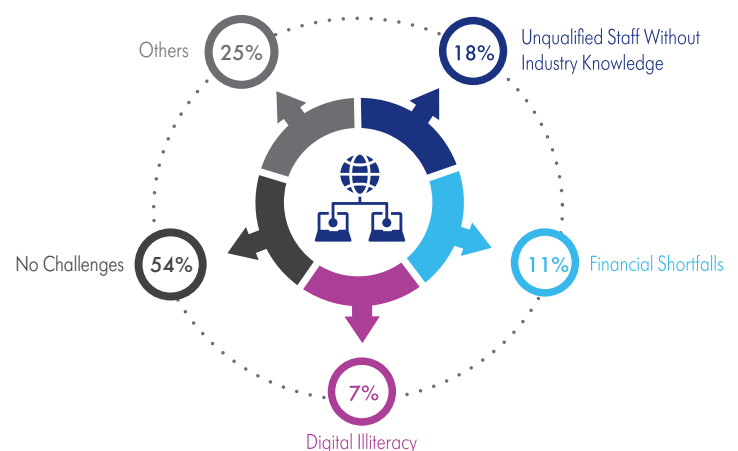 Others
25%
18%
Unqualified Staff Without
Industry Knowledge
No Challenges
54%
11%
Financial Shortfalls
7%
Digital Illiteracy